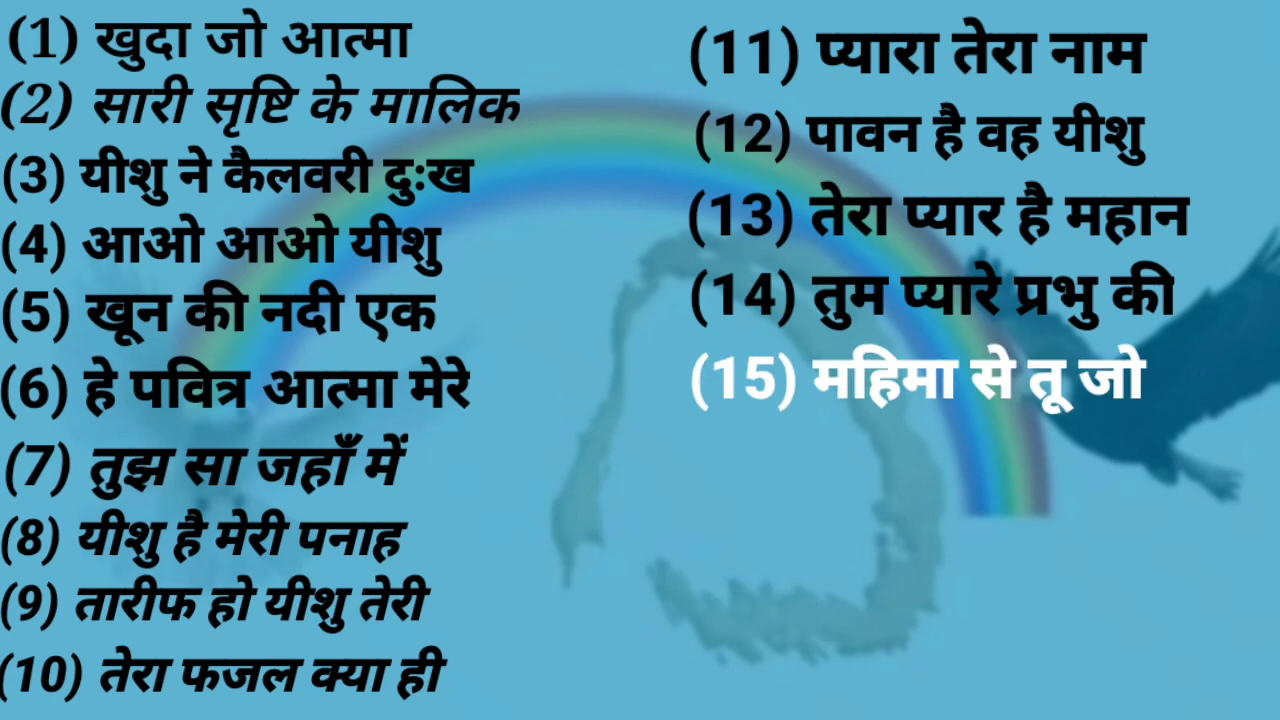 (1) खुदा जो आत्मा
(2) सारी सृष्टि के मालिक
(3) यीशु ने कैलवरी दुःख
(4) आओ आओ यीशु
(5) खून की नदी एक
(6) हे पवित्र आत्मा मेरे
(7) तुझ सा जहाँ में
(8) यीशु है मेरी पनाह
(9) तारीफ हो यीशु तेरी
(10) तेरा फजल क्या ही
(11) प्यारा तेरा नाम
(12) पावन है वह यीशु
(13) तेरा प्यार है महान
(14) तुम प्यारे प्रभु की
(15) महिमा से तू जो